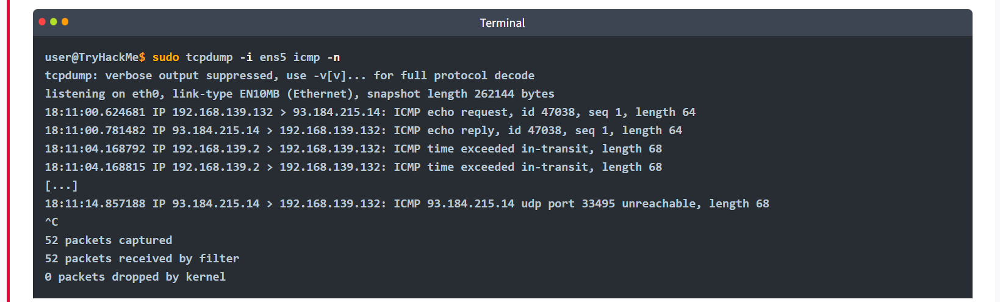 Terminal
user@TryHackMe$ sudo tcpdump -i ens5 icmp -n
tcpdump: verbose output suppressed, use -v[v]... for full protocol decode
listening on eth0, link-type EN10MB (Ethernet), snapshot length 262144 bytes
18:11:00.624681 IP 192.168.139.132 > 93.184.215.14: ICMP echo request, id 47038, seq 1, length 64
18:11:00.781482 IP 93.184.215.14 > 192.168.139.132: ICMP echo reply, id 47038, seq 1, length 64
18:11:04.168792 IP 192.168.139.2 > 192.168.139.132: ICMP time exceeded in-transit, length 68
18:11:04.168815 IP 192.168.139.2 > 192.168.139.132: ICMP time exceeded in-transit, length 68
[...]
18:11:14.857188 IP 93.184.215.14 > 192.168.139.132: ICMP 93.184.215.14 udp port 33495 unreachable, length 68
^C
52 packets captured
52 packets received by filter
0 packets dropped by kernel